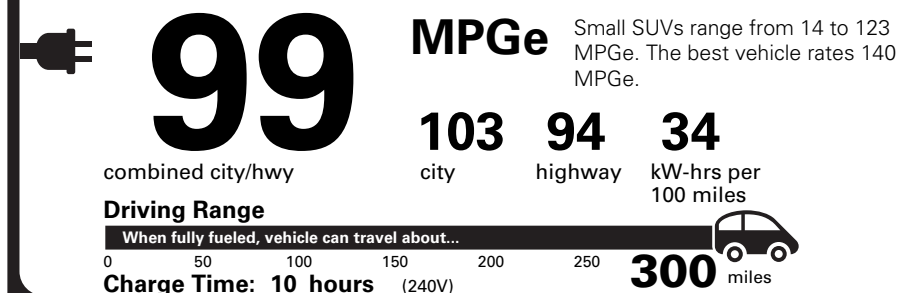 99
MPGe
Small SUVs range from 14 to 123
MPGe. The best vehicle rates 140
MPGe.
103 94 34
combined city/hwy city highway kW-hrs per
100 miles
Driving Range
When fully fueled, vehicle can travel about...
0 50 100 150 200 250 300 miles
Charge Time: 10 hours (240V)